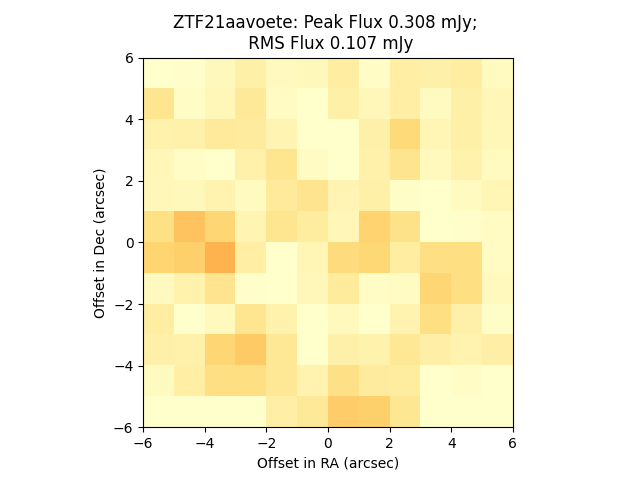 ZTF21aavoete: Peak Flux 0.308 mJy;
RMS Flux 0.107 mJy
6
4
2
0
−2
−4
−6
Offset in Dec (arcsec)
−6 −4 −2 0 2 4 6
Offset in RA (arcsec)